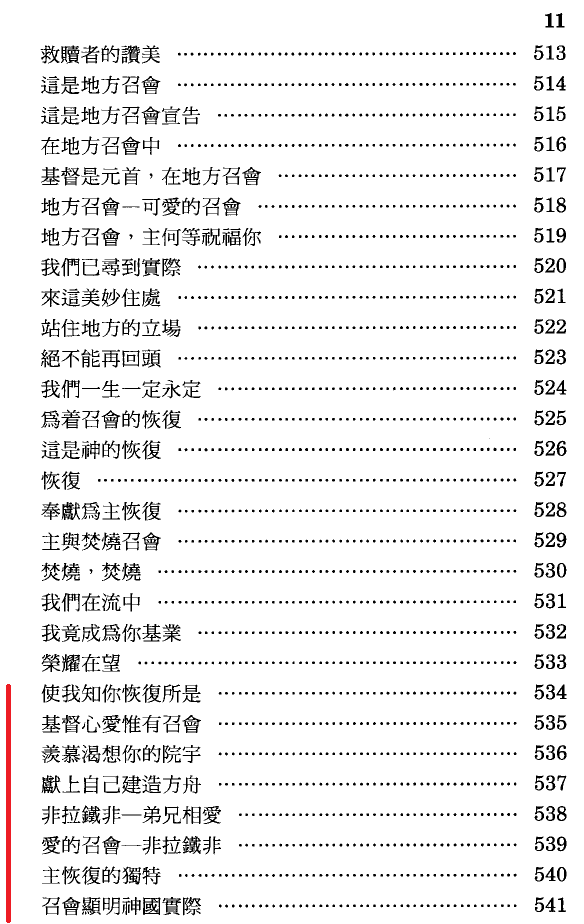 11
救贖者的讚美 ················ 513
這是地方召會 ················ 514
這是地方召會宣告 ················ 515
在地方召會中 ················ 516
基督是元首，在地方召會 ················ 517
地方召會—可愛的召會 ················ 518
地方召會，主何等祝福你 ················ 519
我們已尋到實際 ················ 520
來這美妙住處 ················ 521
站住地方的立場 ················ 522
絕不能再回頭 ················ 523
我們一生一定永定 ················ 524
爲着召會的恢復 ················ 525
這是神的恢復 ················ 526
恢復 ················ 527
奉獻爲主恢復 ················ 528
主與焚燒召會 ················ 529
焚燒，焚燒 ················ 530
我們在流中 ················ 531
我竟成爲你基業 ················ 532
榮耀在望 ················ 533
使我知你恢復所是 ················ 534
基督心愛惟有召會 ················ 535
羨慕渴想你的院宇 ················ 536
獻上自己建造方舟 ················ 537
非拉鐵非—弟兄相愛 ················ 538
愛的召會—非拉鐵非 ················ 539
主恢復的獨特 ················ 540
召會顯明神國實際 ················ 541